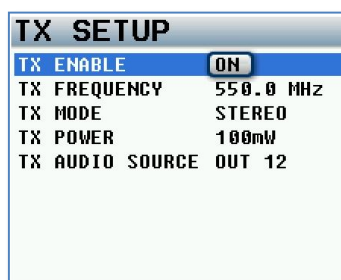 TX SETUP
TX ENABLE ON
TX FREQUENCY 550.0 MHz
TX MODE STEREO
TX POWER 100mW
TX AUDIO SOURCE OUT 12